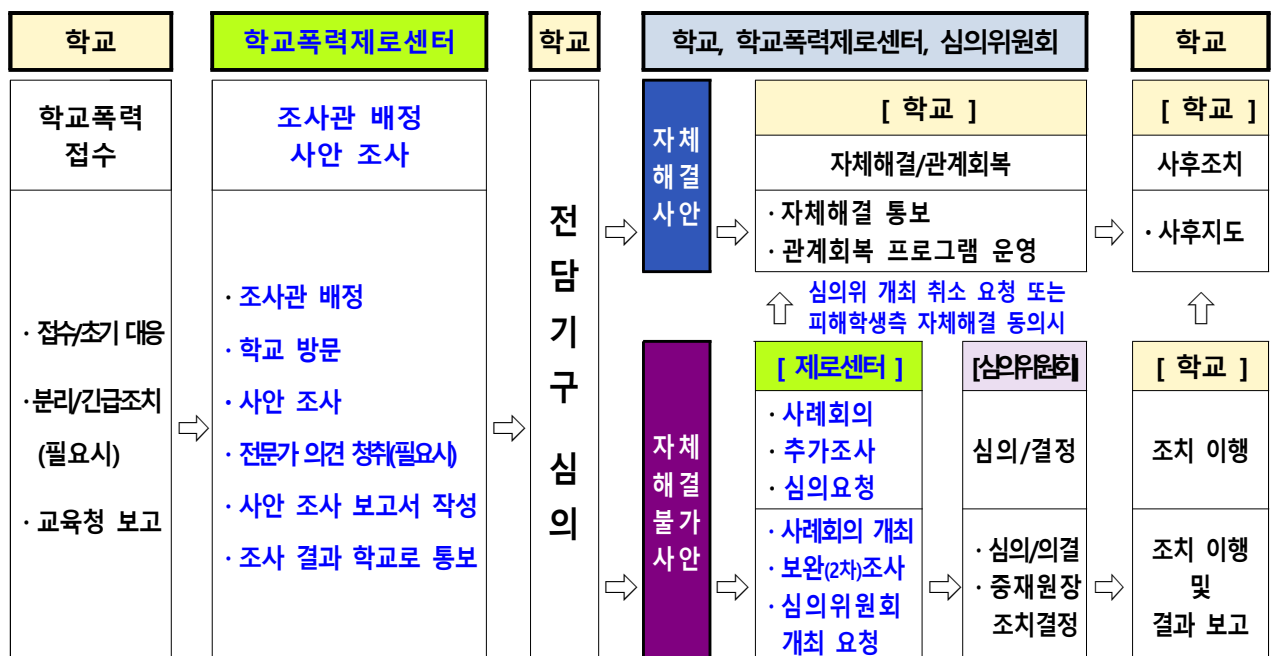 학교
학교폭력제로센터
학교
학교, 학교폭력제로센터, 심의위원회
학교
학교폭력
접수
· 접수/초기 대응
·분리/긴급조치
(필요시)
· 교육청 보고
조사관 배정
사안 조사
· 조사관 배정
· 학교 방문
· 사안 조사
· 전문가 의견 청취(필요시)
· 사안 조사 보고서 작성
· 조사 결과 학교로 통보
전
담
기
구
심
의
자체
해결
사안
[ 학교 ]
자체해결/관계회복
· 자체해결 통보
· 관계회복 프로그램 운영
[ 학교 ]
사후조치
· 사후지도
심의위 개최 취소 요청 또는
피해학생측 자체해결 동의시
자체
해결
불가
사안
[ 제로센터 ]
· 사례회의
· 추가조사
· 심의요청
· 사례회의 개최
· 보완(2차)조사
· 심의위원회
개최 요청
[심의위원회]
심의/결정
· 심의/의결
· 중재원장
조치결정
[ 학교 ]
조치 이행
조치 이행
및
결과 보고